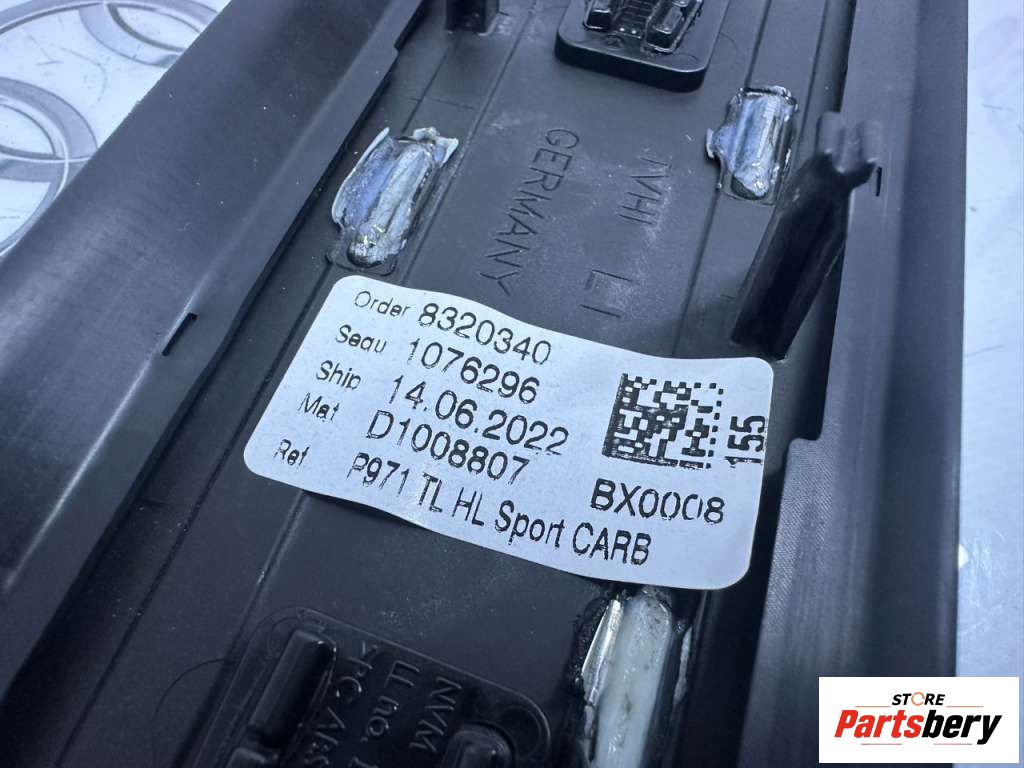 GERMANY
Order 8320340
Sequ 1076296
Ship 14.06.2022
Mat D1008807
Ref. P971 TL HL Sport CARB
BX0008
155
NVM
STORE
Partsbery